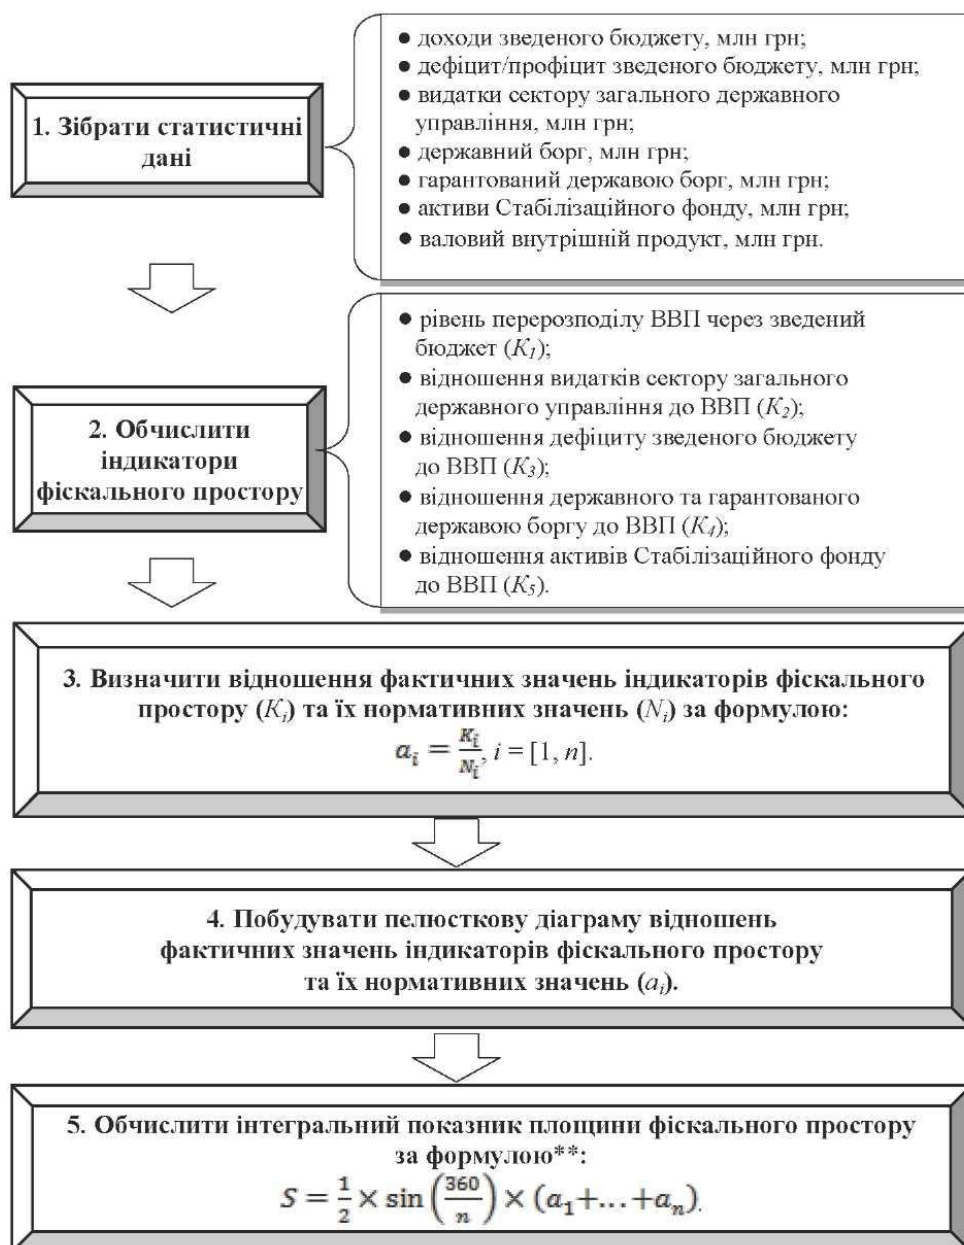 1. Зібрати статистичні
дані
● доходи зведеного бюджету, млн грн;
● дефіцит/профіцит зведеного бюджету, млн грн;
● видатки сектору загального державного
управління, млн грн;
● державний борг, млн грн;
● гарантований державою борг, млн грн;
● активи Стабілізаційного фонду, млн грн;
● валовий внутрішній продукт, млн грн.
2. Обчислити
індикатори
фіскального простору
● рівень перерозподілу ВВП через зведений
бюджет (K₁);
● відношення видатків сектору загального
державного управління до ВВП (K₂);
● відношення дефіциту зведеного бюджету
до ВВП (K₃);
● відношення державного та гарантованого
державою боргу до ВВП (K₄);
● відношення активів Стабілізаційного фонду
до ВВП (K₅).
3. Визначити відношення фактичних значень індикаторів фіскального
простору (Kᵢ) та їх нормативних значень (Nᵢ) за формулою:
aᵢ = Kᵢ/Nᵢ, i = [1, n].
4. Побудувати пелюсткову діаграму відношень
фактичних значень індикаторів фіскального простору
та їх нормативних значень (aᵢ).
5. Обчислити інтегральний показник площини фіскального простору
за формулою**:
S = 1/2 × sin (360/n) × (a₁+...+aₙ).